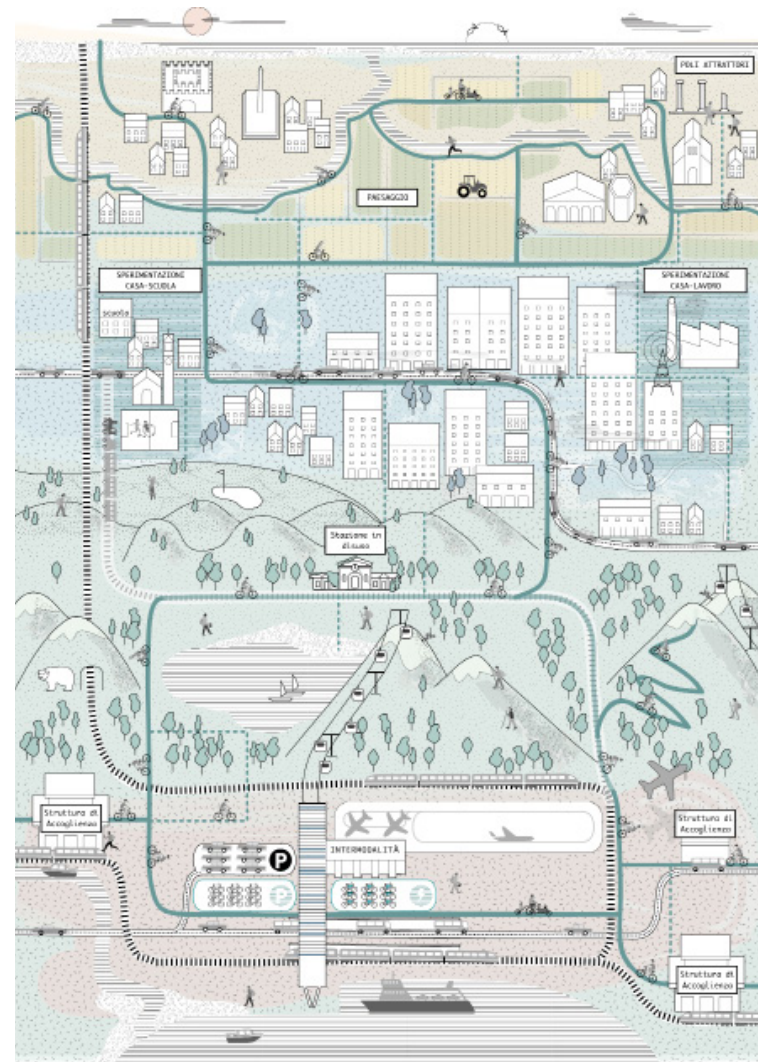 POLI ATTRATTORI
PAESAGGIO
SPERIMENTAZIONE
CASA-SCUOLA
SPERIMENTAZIONE
CASA-LAVORO
scuola
Stazione in
disuso
Struttura di
Accoglienza
Struttura di
Accoglienza
P
INTERMODALITÀ
P
Struttura di
Accoglienza